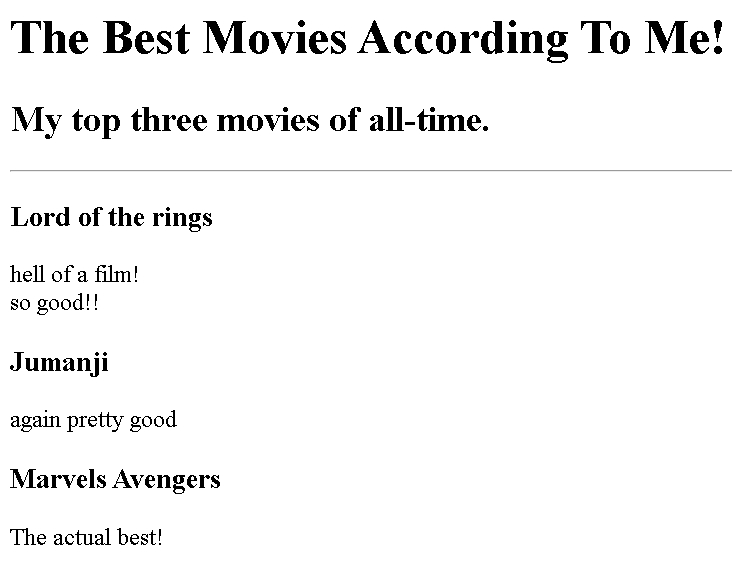 The Best Movies According To Me!
My top three movies of all-time.
Lord of the rings
hell of a film!
so good!!
Jumanji
again pretty good
Marvels Avengers
The actual best!